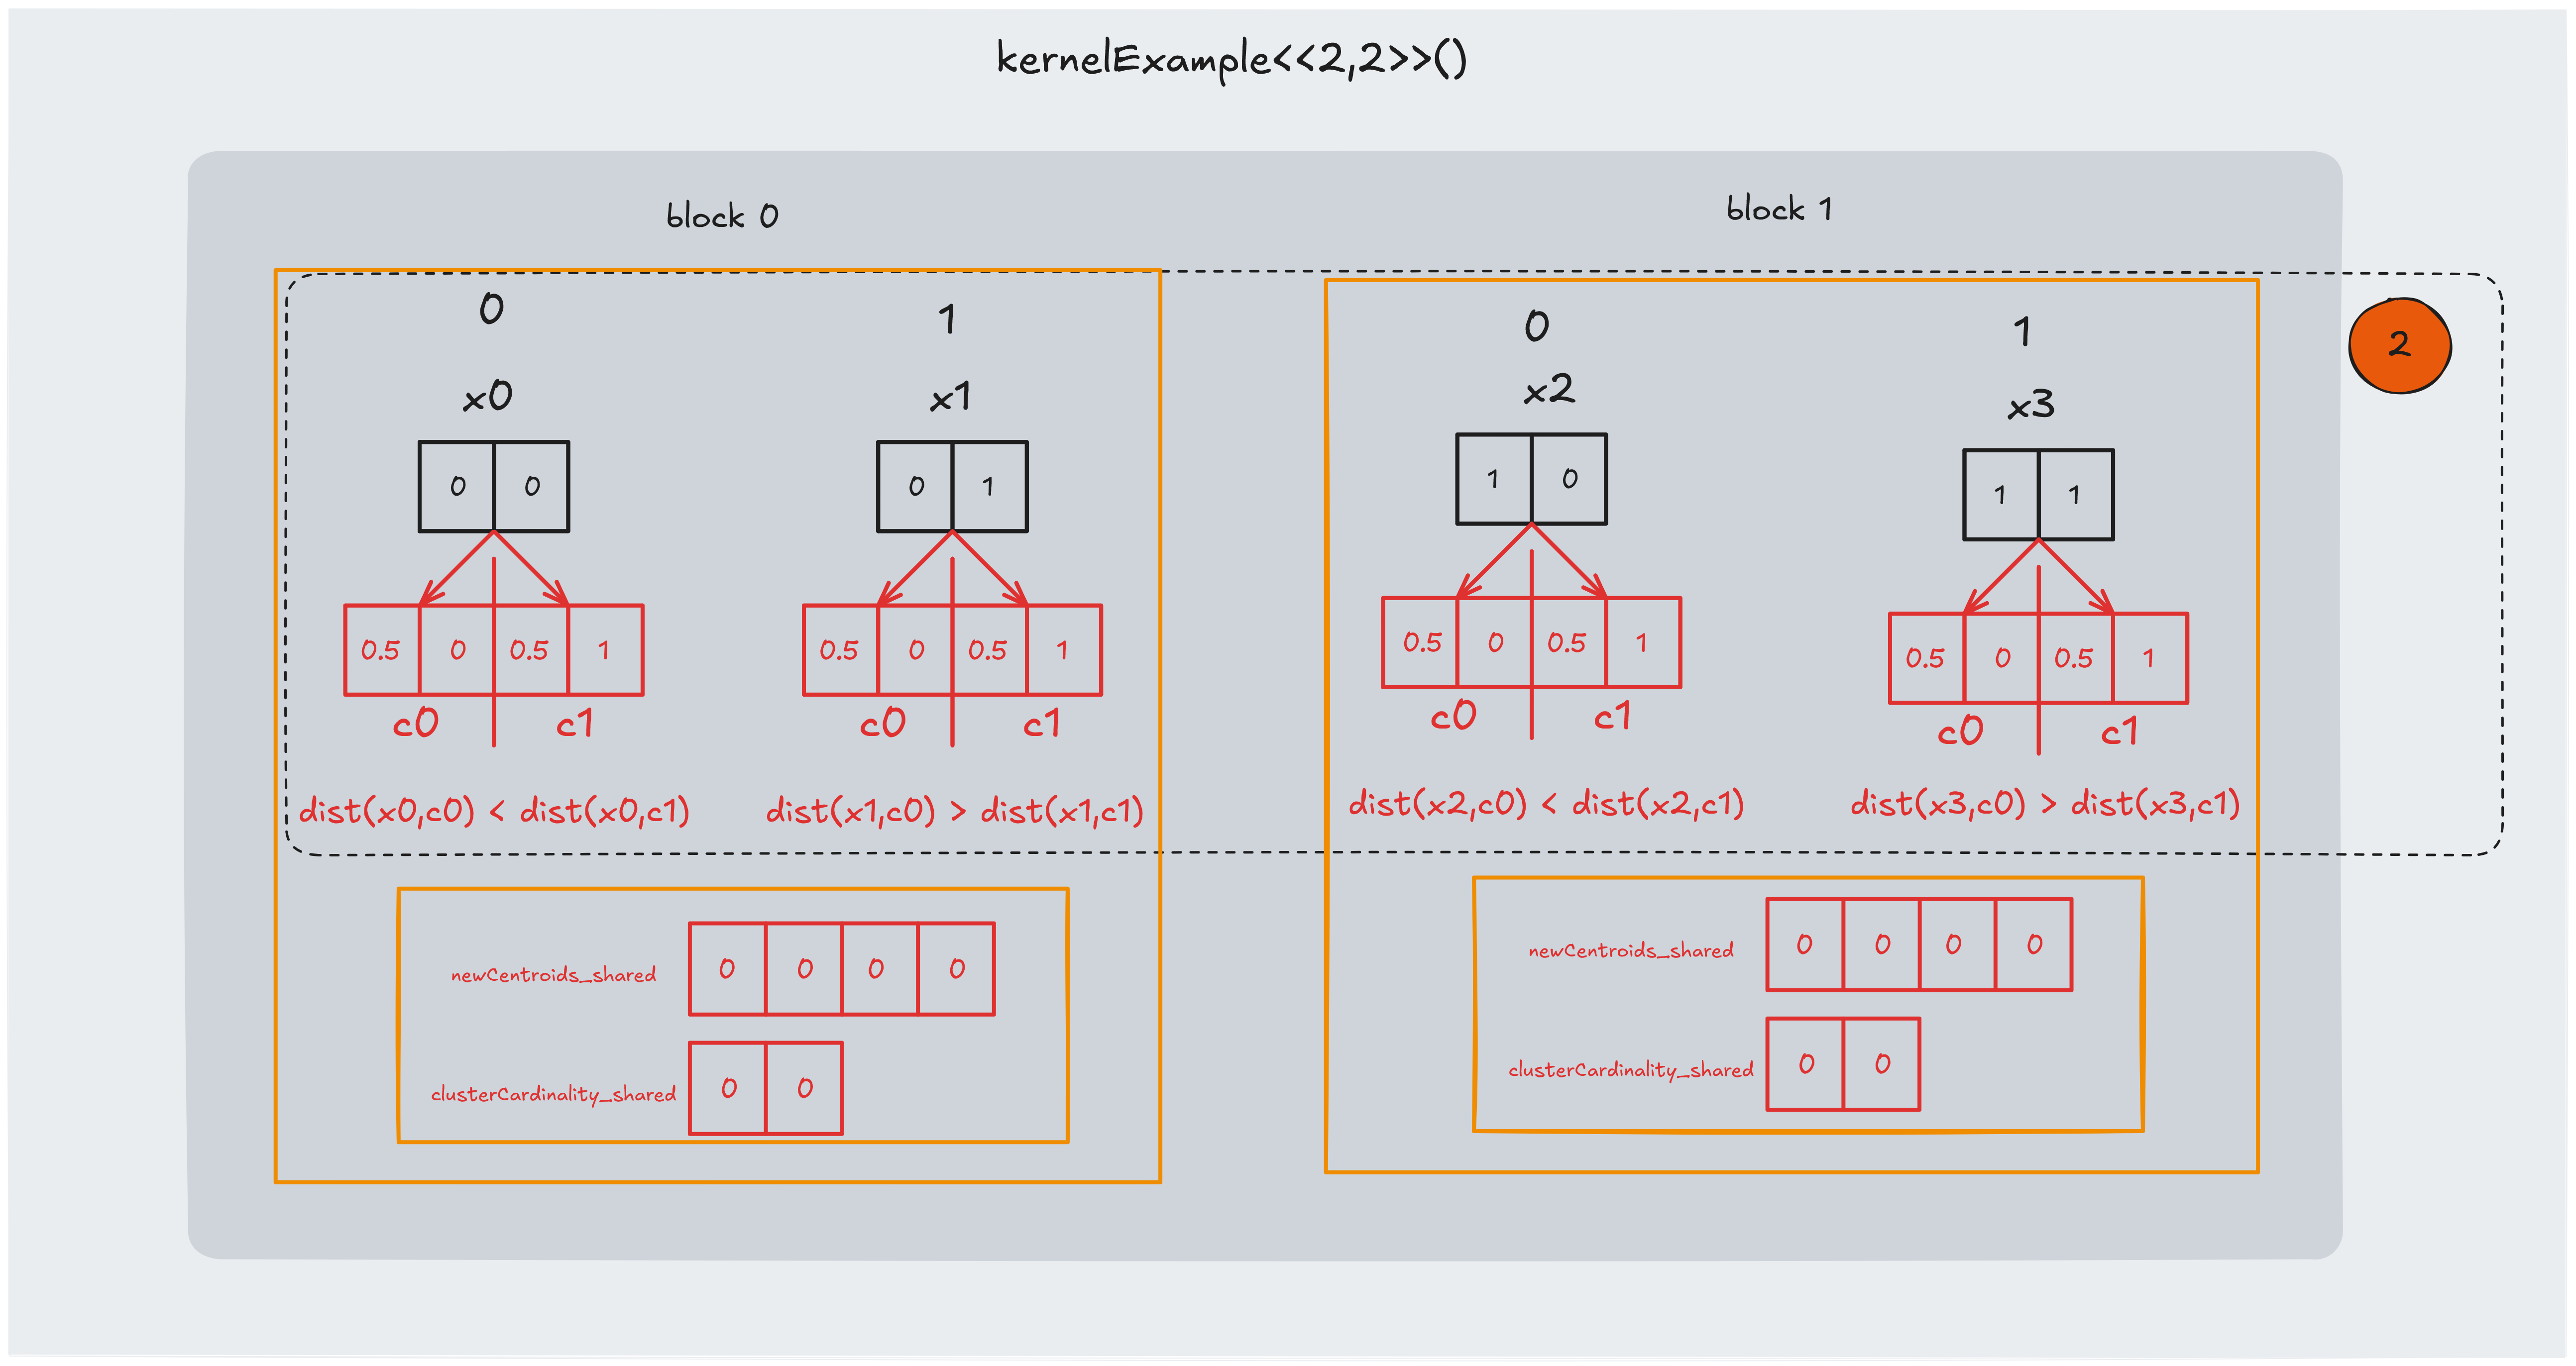 kernelExample<<2,2>>()
block 0
block 1
0
1
0
1
2
x0
x1
x2
x3
0 0
0 1
1 0
1 1
0.5 0 0.5 1
0.5 0 0.5 1
0.5 0 0.5 1
0.5 0 0.5 1
c0 c1
c0 c1
c0 c1
c0 c1
dist(x0,c0) < dist(x0,c1)
dist(x1,c0) > dist(x1,c1)
dist(x2,c0) < dist(x2,c1)
dist(x3,c0) > dist(x3,c1)
newCentroids_shared 0 0 0 0
clusterCardinality_shared 0 0
newCentroids_shared 0 0 0 0
clusterCardinality_shared 0 0